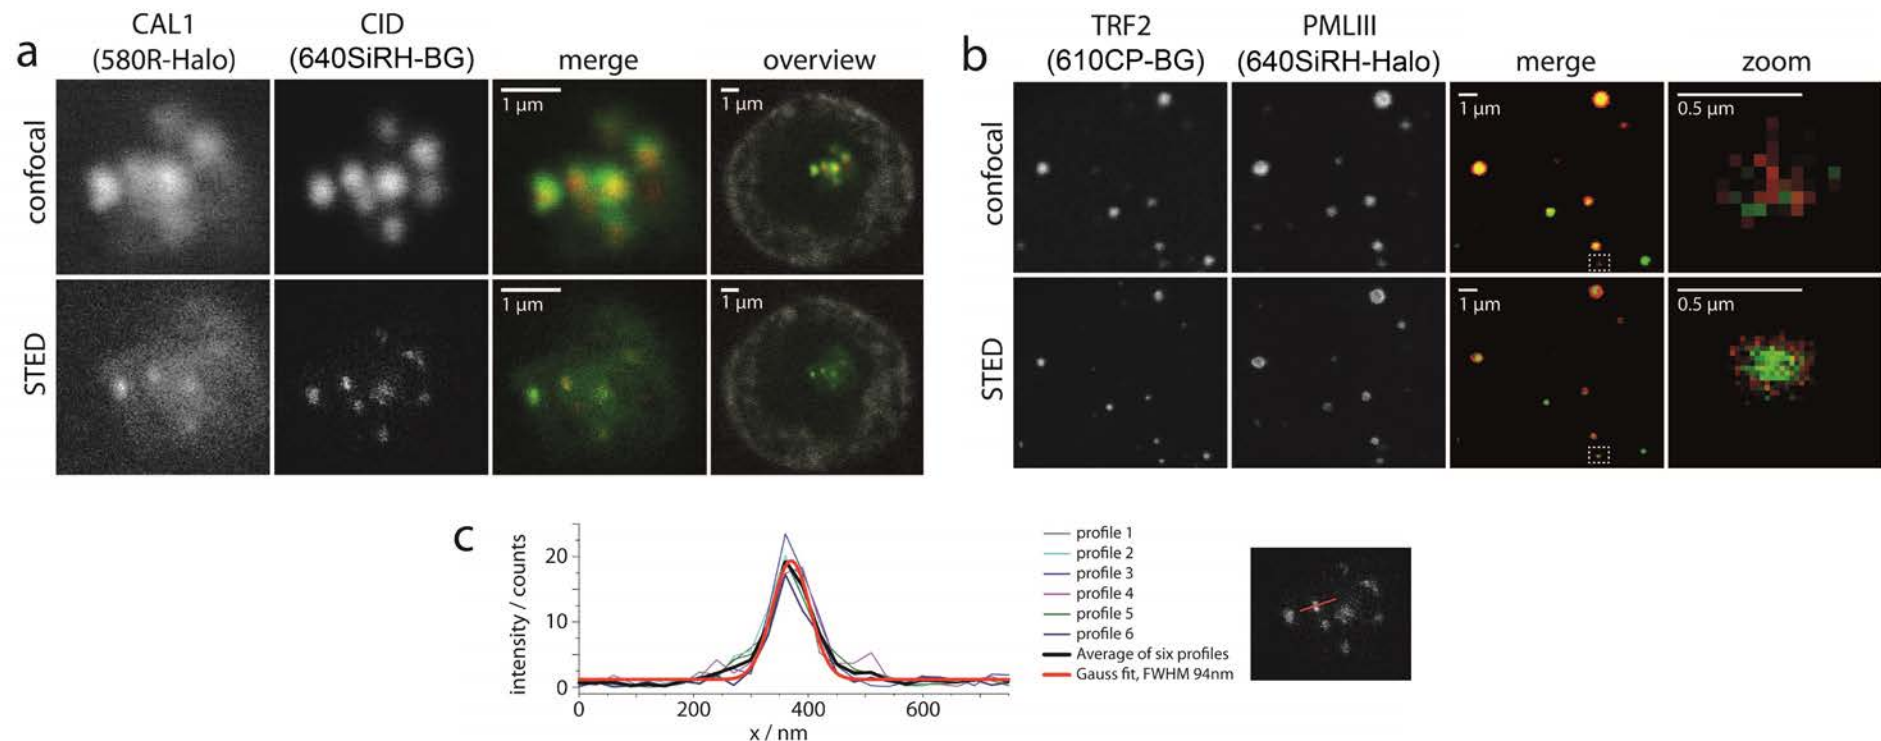 a
CAL1
(580R-Halo)
CID
(640SiRH-BG)
merge
overview
confocal
1 µm
1 µm
STED
1 µm
1 µm
b
TRF2
(610CP-BG)
PMLIII
(640SiRH-Halo)
merge
zoom
confocal
1 µm
0.5 µm
STED
1 µm
0.5 µm
c
intensity / counts
20
10
0
0 200 400 600
x / nm
profile 1
profile 2
profile 3
profile 4
profile 5
profile 6
Average of six profiles
Gauss fit, FWHM 94nm